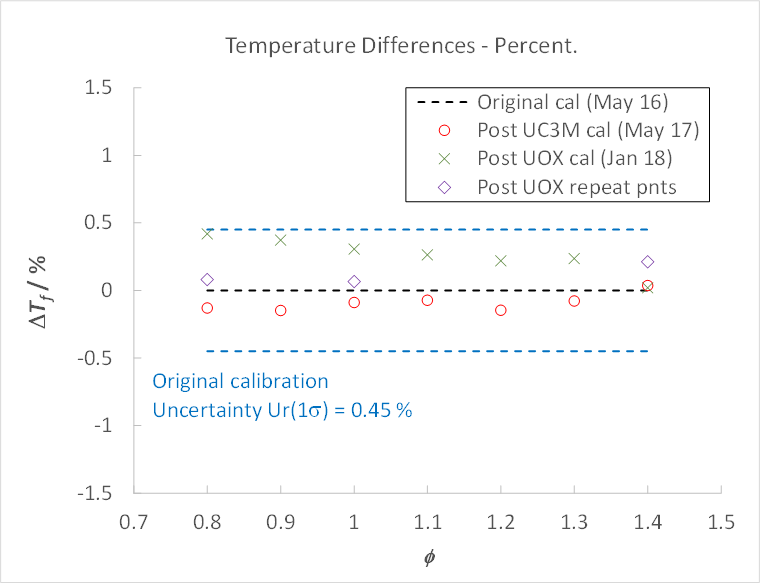 Temperature Differences - Percent.
1.5
1
0.5
0
-0.5
-1
-1.5
ΔTf / %
Original cal (May 16)
Post UC3M cal (May 17)
Post UOX cal (Jan 18)
Post UOX repeat pnts
Original calibration
Uncertainty Ur(1σ) = 0.45 %
0.7 0.8 0.9 1 1.1 1.2 1.3 1.4 1.5
ϕ